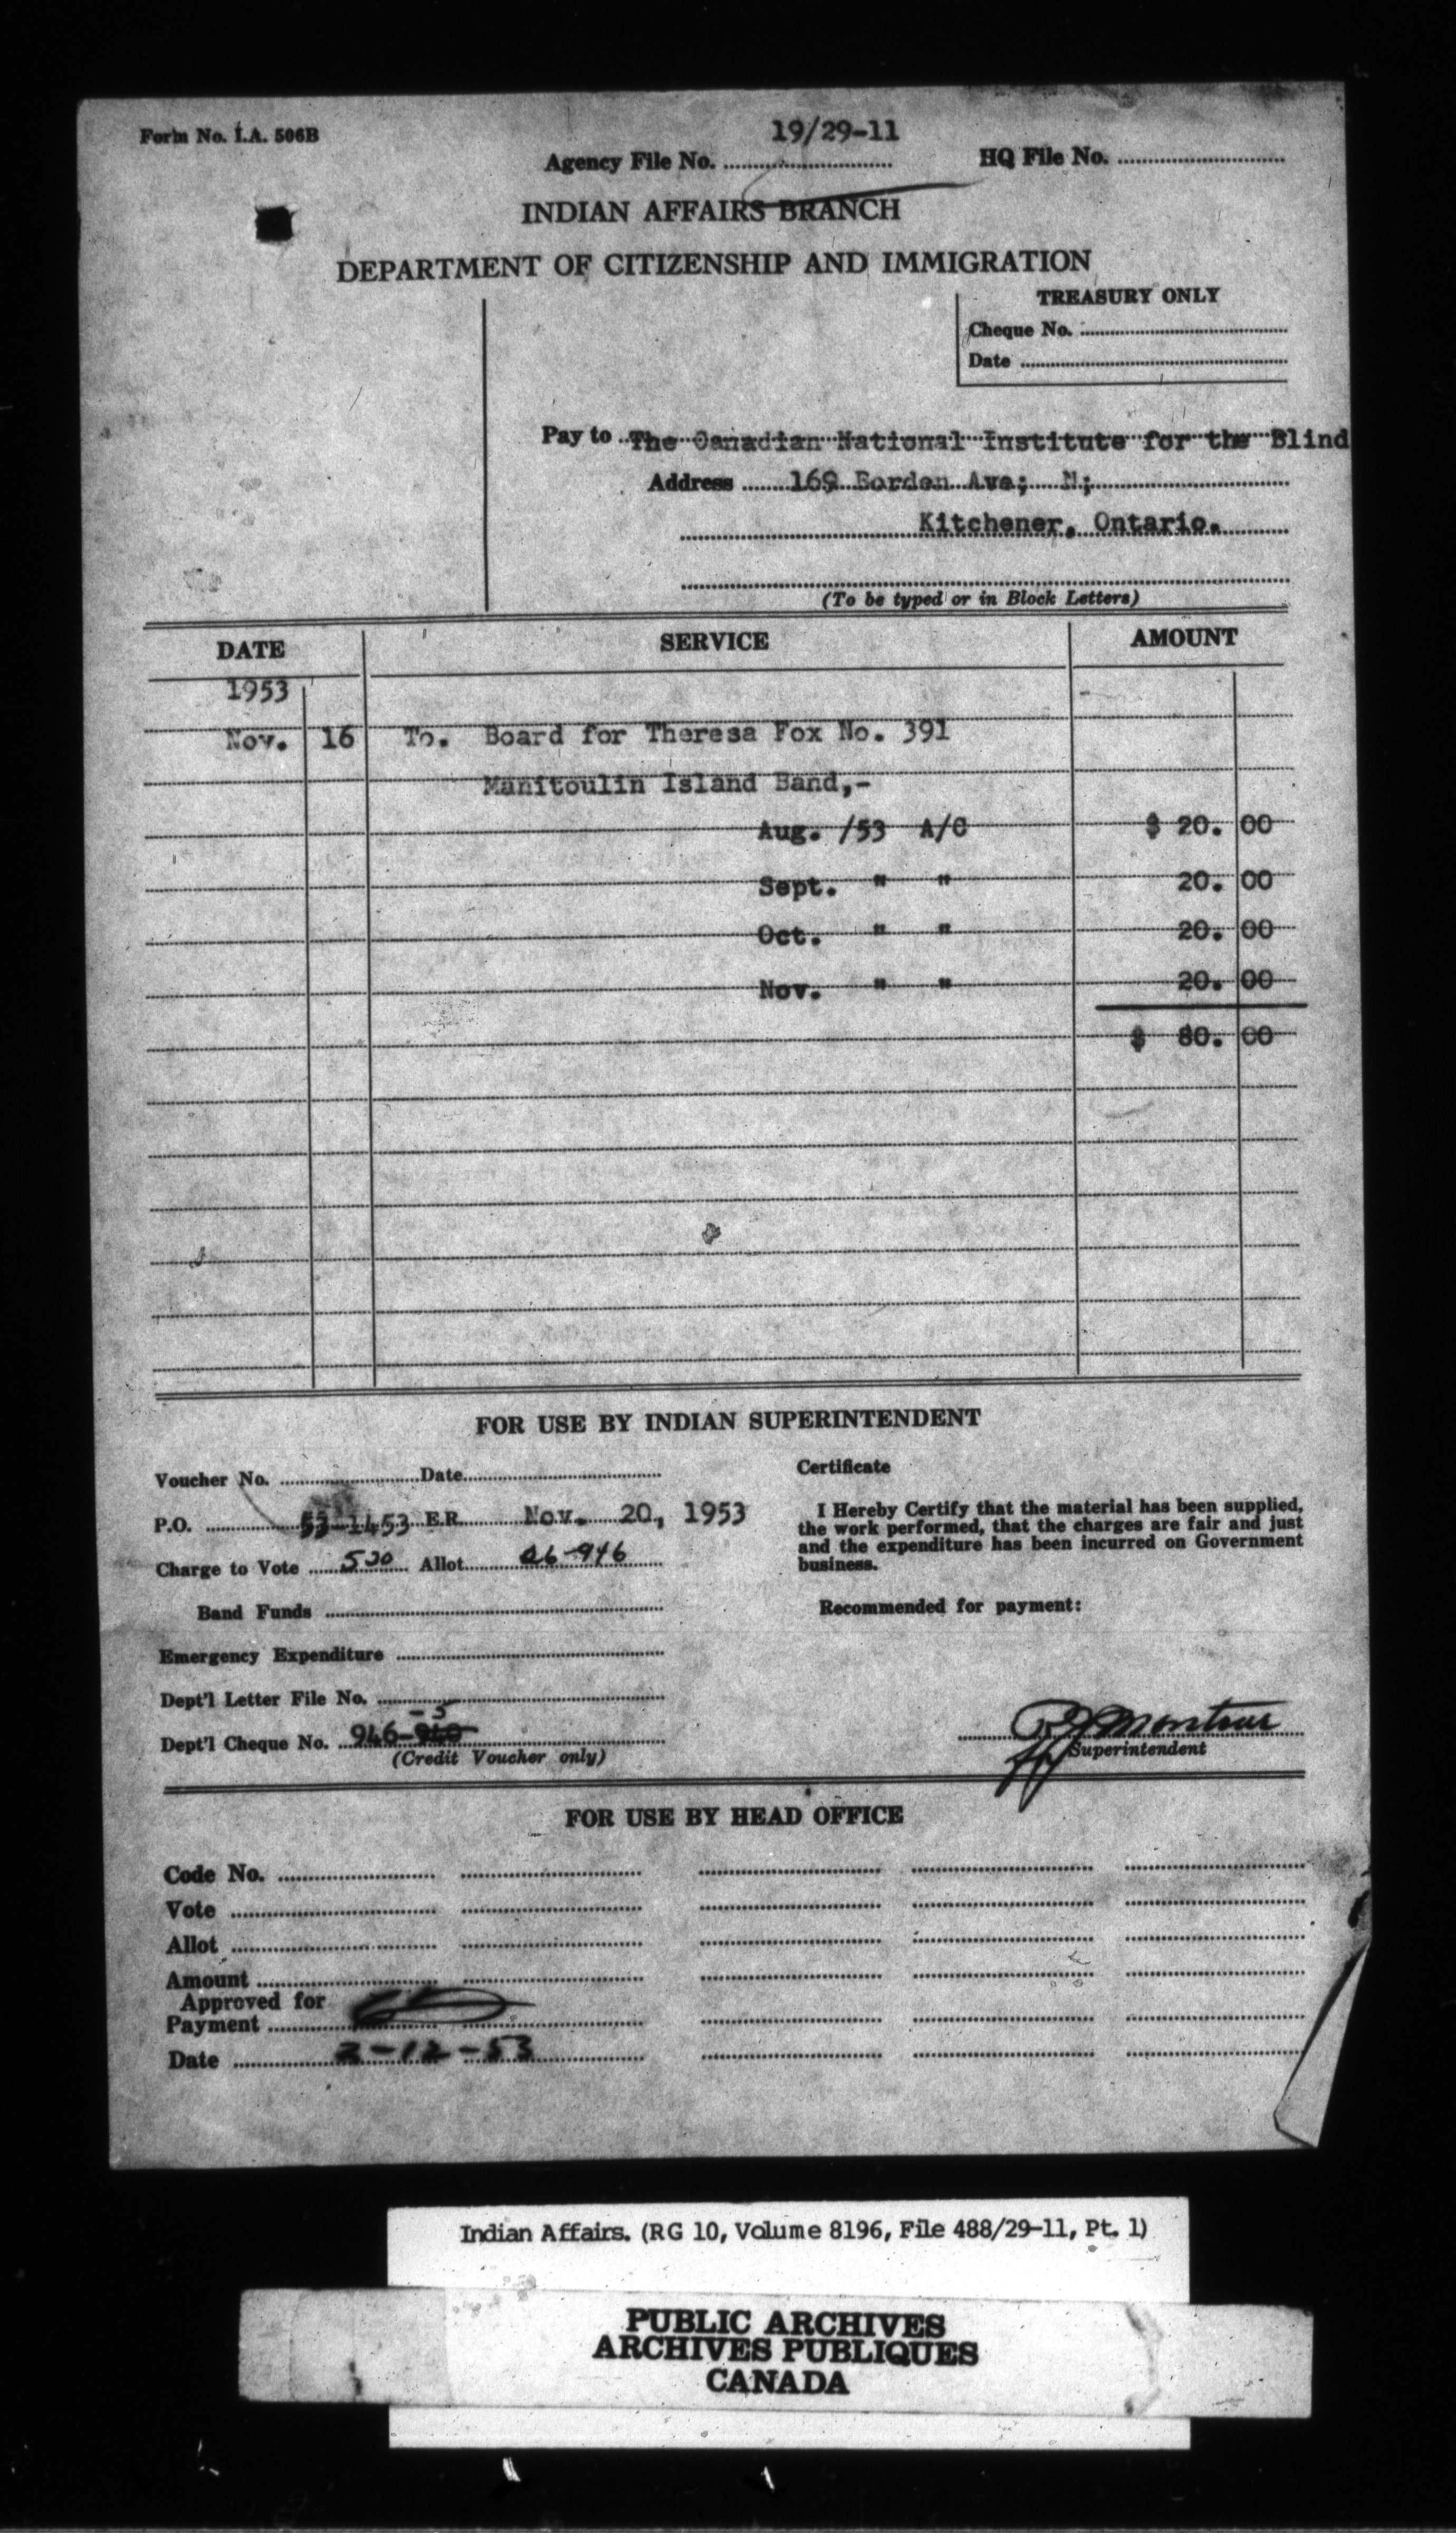 Form No. I.A. 506B
19/29-11
Agency File No. HQ File No.
INDIAN AFFAIRS BRANCH
DEPARTMENT OF CITIZENSHIP AND IMMIGRATION
TREASURY ONLY
Cheque No.
Date
Pay to The Canadian National Institute for the Blind
Address 169 Borden Ave; N;
Kitchener, Ontario.
(To be typed or in Block Letters)
DATE SERVICE AMOUNT
1953
Nov. 16 To. Board for Theresa Fox No. 391
Manitoulin Island Band,-
Aug. /53 A/C $ 20. 00
Sept. " " 20. 00
Oct. " " 20. 00
Nov. " " 20. 00
$ 80. 00
FOR USE BY INDIAN SUPERINTENDENT
Voucher No. Date
P.O. 53-1453 E.R. Nov. 20, 1953
Charge to Vote 530 Allot. 06-946
Band Funds
Emergency Expenditure
Dept'l Letter File No.
-5
Dept'l Cheque No. 946-940
(Credit Voucher only)
Certificate
I Hereby Certify that the material has been supplied,
the work performed, that the charges are fair and just
and the expenditure has been incurred on Government
business.
Recommended for payment:
Superintendent
FOR USE BY HEAD OFFICE
Code No.
Vote
Allot
Amount
Approved for
Payment
Date 2-12-53
Indian Affairs. (RG 10, Volume 8196, File 488/29-11, Pt. 1)
PUBLIC ARCHIVES
ARCHIVES PUBLIQUES
CANADA